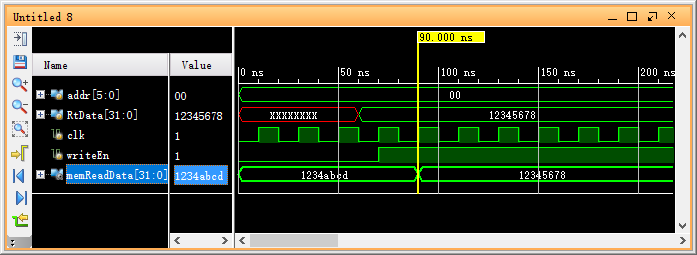 Untitled 8
90.000 ns
Name Value
0 ns 50 ns 100 ns 150 ns 200 ns
addr[5:0] 00 00
RtData[31:0] 12345678 XXXXXXXX 12345678
clk 1
writeEn 1
memReadData[31:0] 1234abcd 1234abcd 12345678